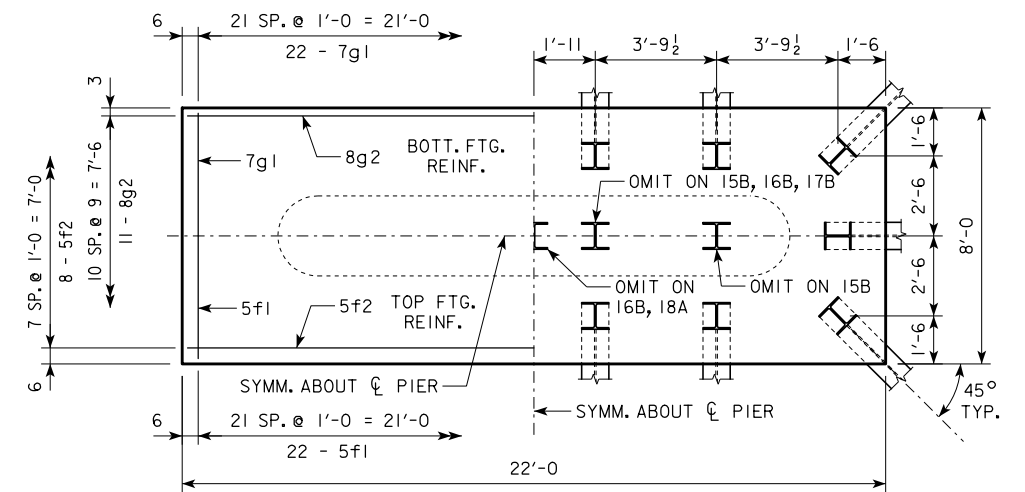 6
21 SP. @ 1'-0 = 21'-0
22 - 7g1
1'-11
3'-9½
3'-9½
1'-6
3
7g1
8g2
BOTT. FTG.
REINF.
OMIT ON 15B, 16B, 17B
1'-6
2'-6
2'-6
1'-6
8'-0
7 SP. @ 1'-0 = 7'-0
8 - 5f2
10 SP. @ 9 = 7'-6
11 - 8g2
OMIT ON
16B, 18A
OMIT ON 15B
5f1
5f2
TOP FTG.
REINF.
6
SYMM. ABOUT ℄ PIER
SYMM. ABOUT ℄ PIER
45°
TYP.
6
21 SP. @ 1'-0 = 21'-0
22 - 5f1
22'-0